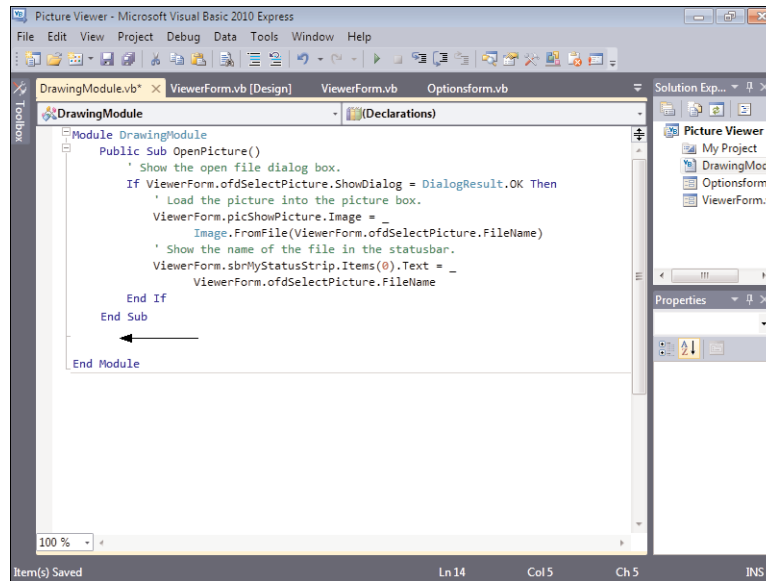 Picture Viewer - Microsoft Visual Basic 2010 Express
File Edit View Project Debug Data Tools Window Help
DrawingModule.vb* ViewerForm.vb [Design] ViewerForm.vb Optionsform.vb
Solution Exp...
Toolbox
DrawingModule
(Declarations)
Module DrawingModule
Public Sub OpenPicture()
' Show the open file dialog box.
If ViewerForm.ofdSelectPicture.ShowDialog = DialogResult.OK Then
' Load the picture into the picture box.
ViewerForm.picShowPicture.Image = _
Image.FromFile(ViewerForm.ofdSelectPicture.FileName)
' Show the name of the file in the statusbar.
ViewerForm.sbrMyStatusStrip.Items(0).Text = _
ViewerForm.ofdSelectPicture.FileName
End If
End Sub
End Module
Picture Viewer
My Project
DrawingMod
Optionsform
ViewerForm.
Properties
100 %
Item(s) Saved Ln 14 Col 5 Ch 5 INS